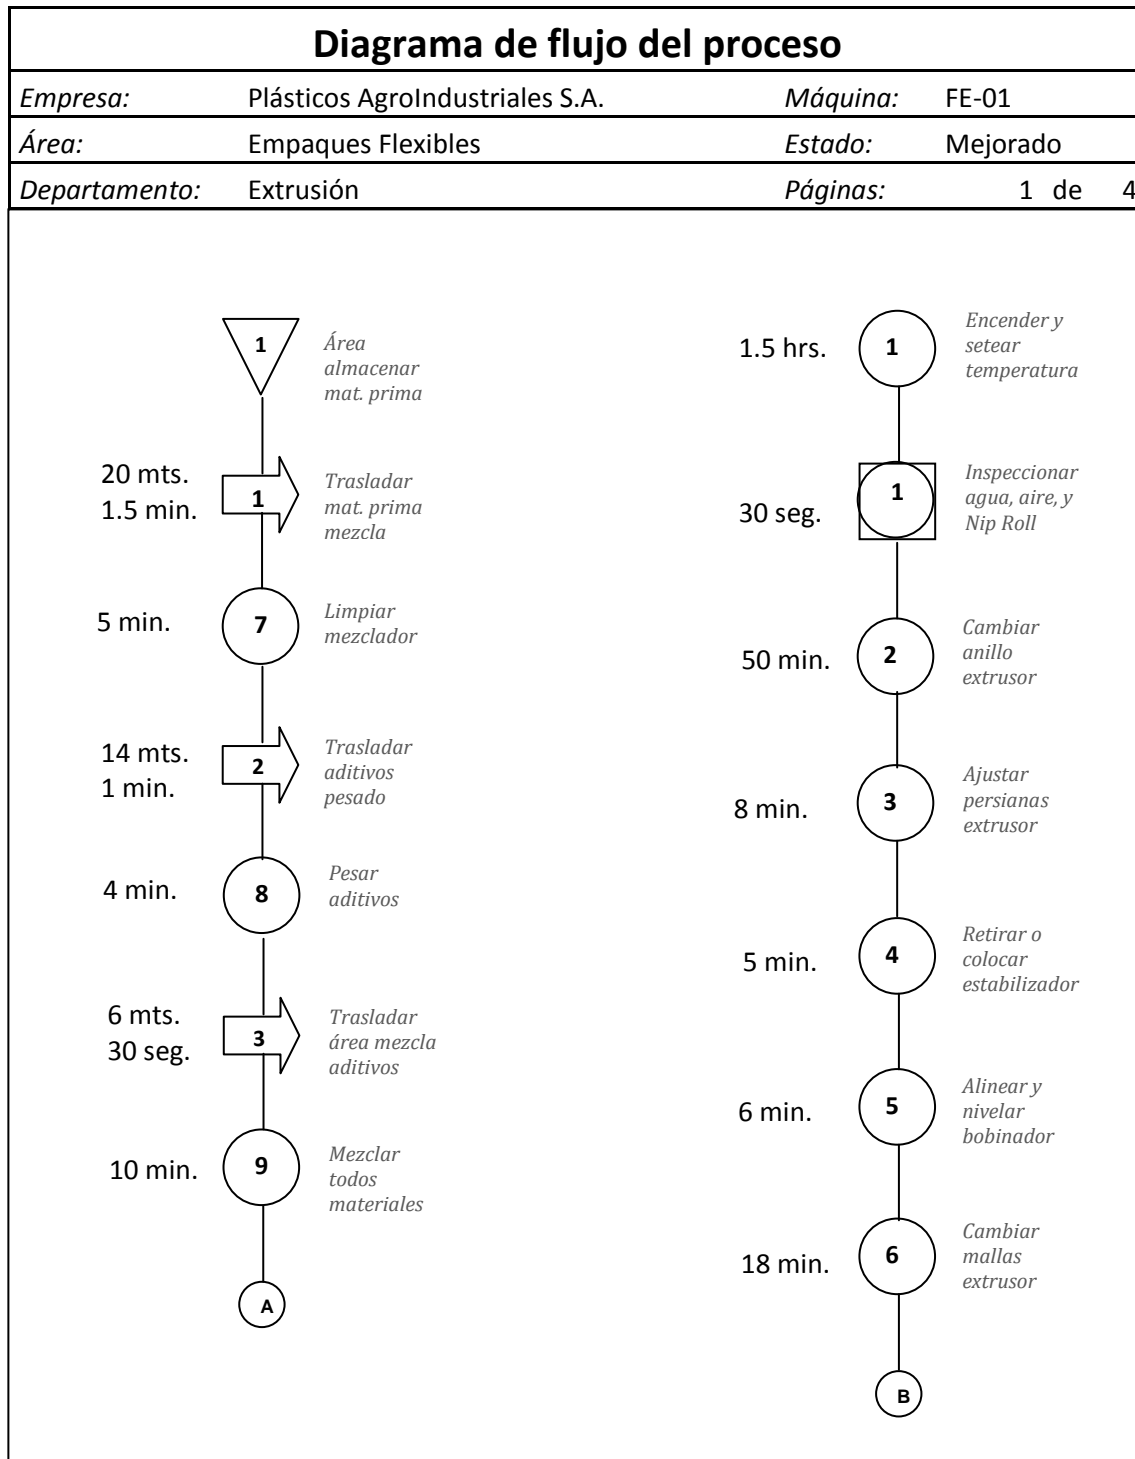 Diagrama de flujo del proceso
Empresa: Plásticos AgroIndustriales S.A. Máquina: FE-01
Área: Empaques Flexibles Estado: Mejorado
Departamento: Extrusión Páginas: 1 de 4
1
Área
almacenar
mat. prima
20 mts.
1.5 min.
1
Trasladar
mat. prima
mezcla
5 min.
7
Limpiar
mezclador
14 mts.
1 min.
2
Trasladar
aditivos
pesado
4 min.
8
Pesar
aditivos
6 mts.
30 seg.
3
Trasladar
área mezcla
aditivos
10 min.
9
Mezclar
todos
materiales
A
1.5 hrs.
1
Encender y
setear
temperatura
30 seg.
1
Inspeccionar
agua, aire, y
Nip Roll
50 min.
2
Cambiar
anillo
extrusor
8 min.
3
Ajustar
persianas
extrusor
5 min.
4
Retirar o
colocar
estabilizador
6 min.
5
Alinear y
nivelar
bobinador
18 min.
6
Cambiar
mallas
extrusor
B